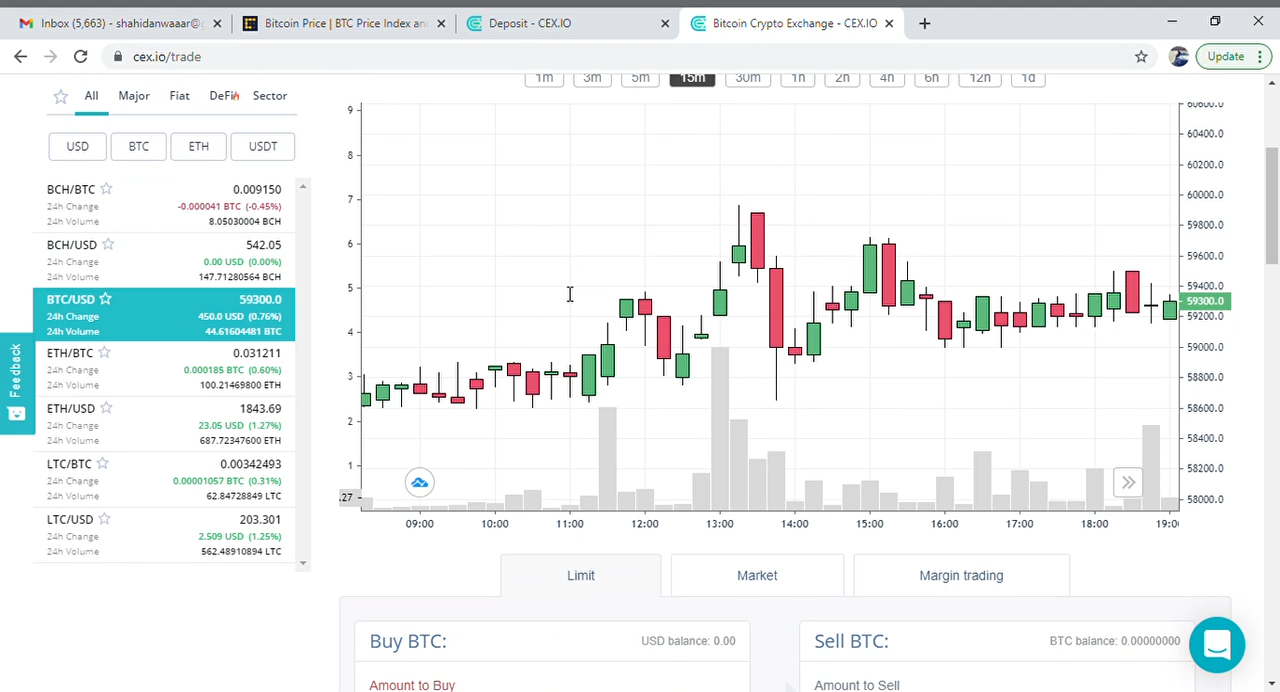 Inbox (5,663) - shahidanwaaar@g
Bitcoin Price | BTC Price Index an
Deposit - CEX.IO
Bitcoin Crypto Exchange - CEX.IO
cex.io/trade
Update
All Major Fiat DeFi Sector
USD BTC ETH USDT
1m 3m 5m 15m 30m 1h 2h 4h 6h 12h 1d
BCH/BTC 0.009150
24h Change -0.000041 BTC (-0.45%)
24h Volume 8.05030004 BCH
BCH/USD 542.05
24h Change 0.00 USD (0.00%)
24h Volume 147.71280564 BCH
BTC/USD 59300.0
24h Change 450.0 USD (0.76%)
24h Volume 44.61604481 BTC
ETH/BTC 0.031211
24h Change 0.000185 BTC (0.60%)
24h Volume 100.21469800 ETH
ETH/USD 1843.69
24h Change 23.05 USD (1.27%)
24h Volume 687.72347600 ETH
LTC/BTC 0.00342493
24h Change 0.00001057 BTC (0.31%)
24h Volume 62.84728849 LTC
LTC/USD 203.301
24h Change 2.509 USD (1.25%)
24h Volume 562.48910894 LTC
Feedback
9
8
7
6
5
4
3
2
1
.27
60600.0
60400.0
60200.0
60000.0
59800.0
59600.0
59400.0
59300.0
59200.0
59000.0
58800.0
58600.0
58400.0
58200.0
58000.0
09:00 10:00 11:00 12:00 13:00 14:00 15:00 16:00 17:00 18:00 19:0
Limit Market Margin trading
Buy BTC: USD balance: 0.00
Amount to Buy
Sell BTC: BTC balance: 0.00000000
Amount to Sell